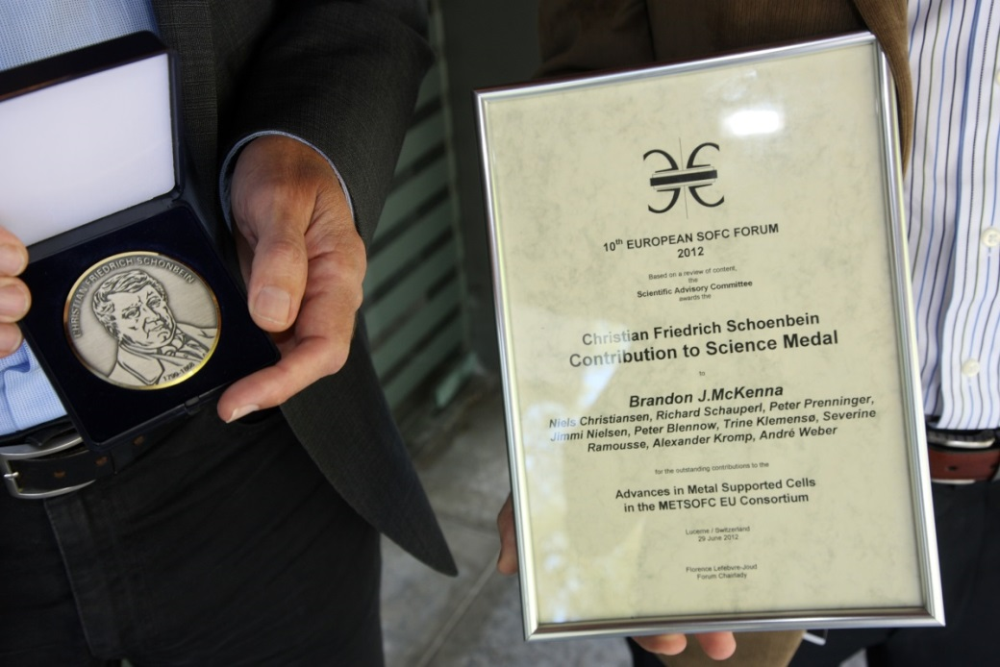 CHRISTIAN FRIEDRICH SCHÖNBEIN
1799-1868
10th EUROPEAN SOFC FORUM
2012
Based on a review of content,
the
Scientific Advisory Committee
awards the
Christian Friedrich Schoenbein
Contribution to Science Medal
to
Brandon J.McKenna
Niels Christiansen, Richard Schauperl, Peter Prenninger,
Jimmi Nielsen, Peter Blennow, Trine Klemensø, Severine
Ramousse, Alexander Kromp, André Weber
for the outstanding contributions to the
Advances in Metal Supported Cells
in the METSOFC EU Consortium
Lucerne / Switzerland
29 June 2012
Florence Lefebvre-Joud
Forum Chairlady